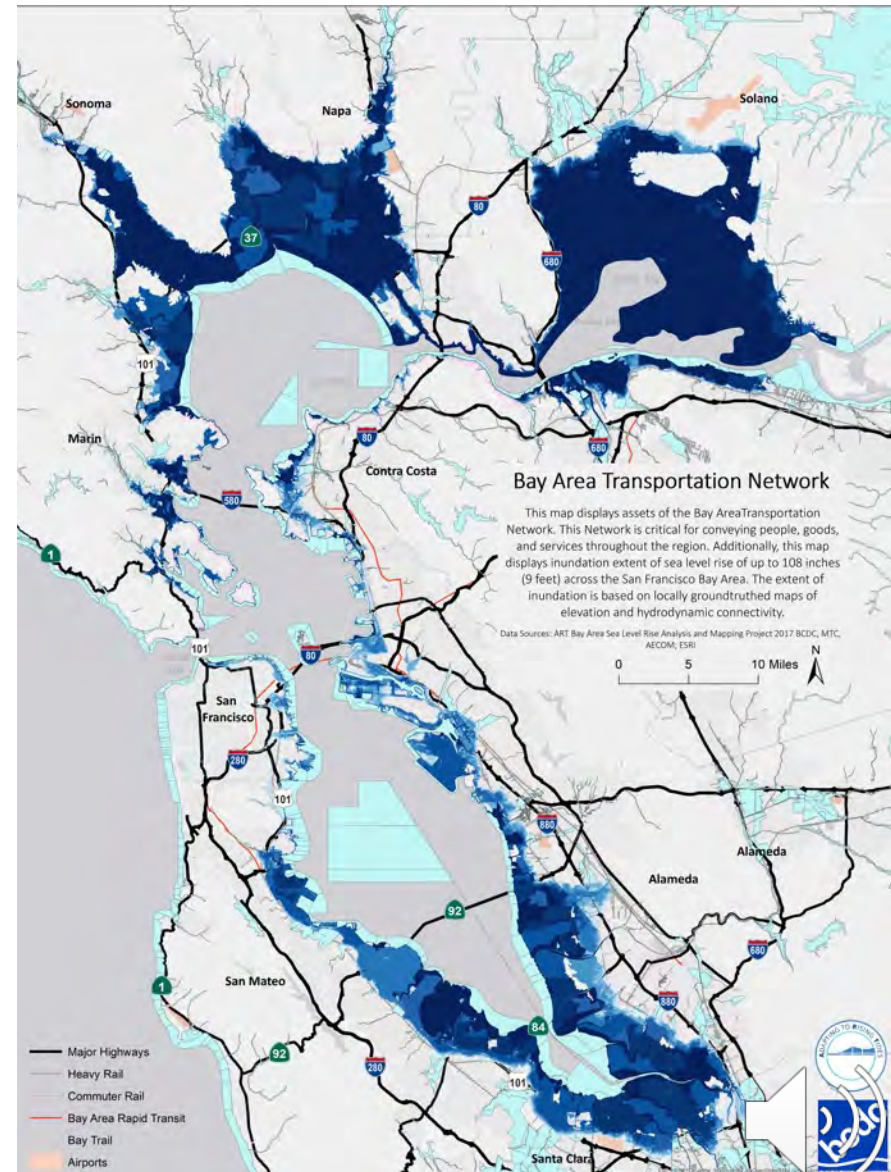 Sonoma
Napa
Solano
80
37
680
101
Marin
80
Contra Costa
680
580
Bay Area Transportation Network
This map displays assets of the Bay AreaTransportation
Network. This Network is critical for conveying people, goods,
and services throughout the region. Additionally, this map
displays inundation extent of sea level rise of up to 108 inches
(9 feet) across the San Francisco Bay Area. The extent of
inundation is based on locally groundtruthed maps of
elevation and hydrodynamic connectivity.
Data Sources: ART Bay Area Sea Level Rise Analysis and Mapping Project 2017 BCDC, MTC,
AECOM; ESRI
N
0 5 10 Miles
1
101
80
San
Francisco
280
101
880
Alameda
Alameda
92
680
San Mateo
1
880
84
92
280
101
Santa Clara
Major Highways
Heavy Rail
Commuter Rail
Bay Area Rapid Transit
Bay Trail
Airports
ADAPTING TO RISING TIDES
bcdc